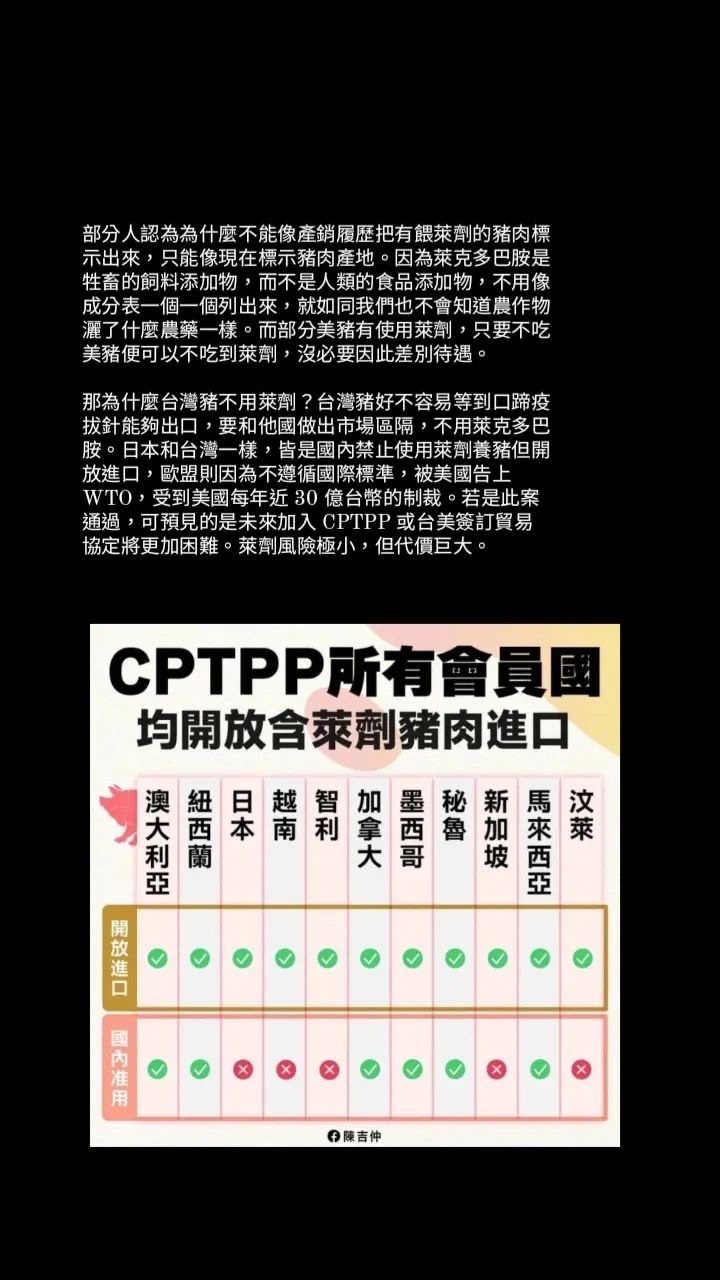 部分人認為為什麼不能像產銷履歷把有餵萊劑的豬肉標
示出來，只能像現在標示豬肉產地。因為萊克多巴胺是
牲畜的飼料添加物，而不是人類的食品添加物，不用像
成分表一個一個列出來，就如同我們也不會知道農作物
灑了什麼農藥一樣。而部分美豬有使用萊劑，只要不吃
美豬便可以不吃到萊劑，沒必要因此差別待遇。
那為什麼台灣豬不用萊劑？台灣豬好不容易等到口蹄疫
拔針能夠出口，要和他國做出市場區隔，不用萊克多巴
胺。日本和台灣一樣，皆是國內禁止使用萊劑養豬但開
放進口，歐盟則因為不遵循國際標準，被美國告上
WTO，受到美國每年近 30 億台幣的制裁。若是此案
通過，可預見的是未來加入 CPTPP 或台美簽訂貿易
協定將更加困難。萊劑風險極小，但代價巨大。
CPTPP所有會員國
均開放含萊劑豬肉進口
澳大利亞
紐西蘭
日本
越南
智利
加拿大
墨西哥
秘魯
新加坡
馬來西亞
汶萊
開放進口
國內准用
陳吉仲